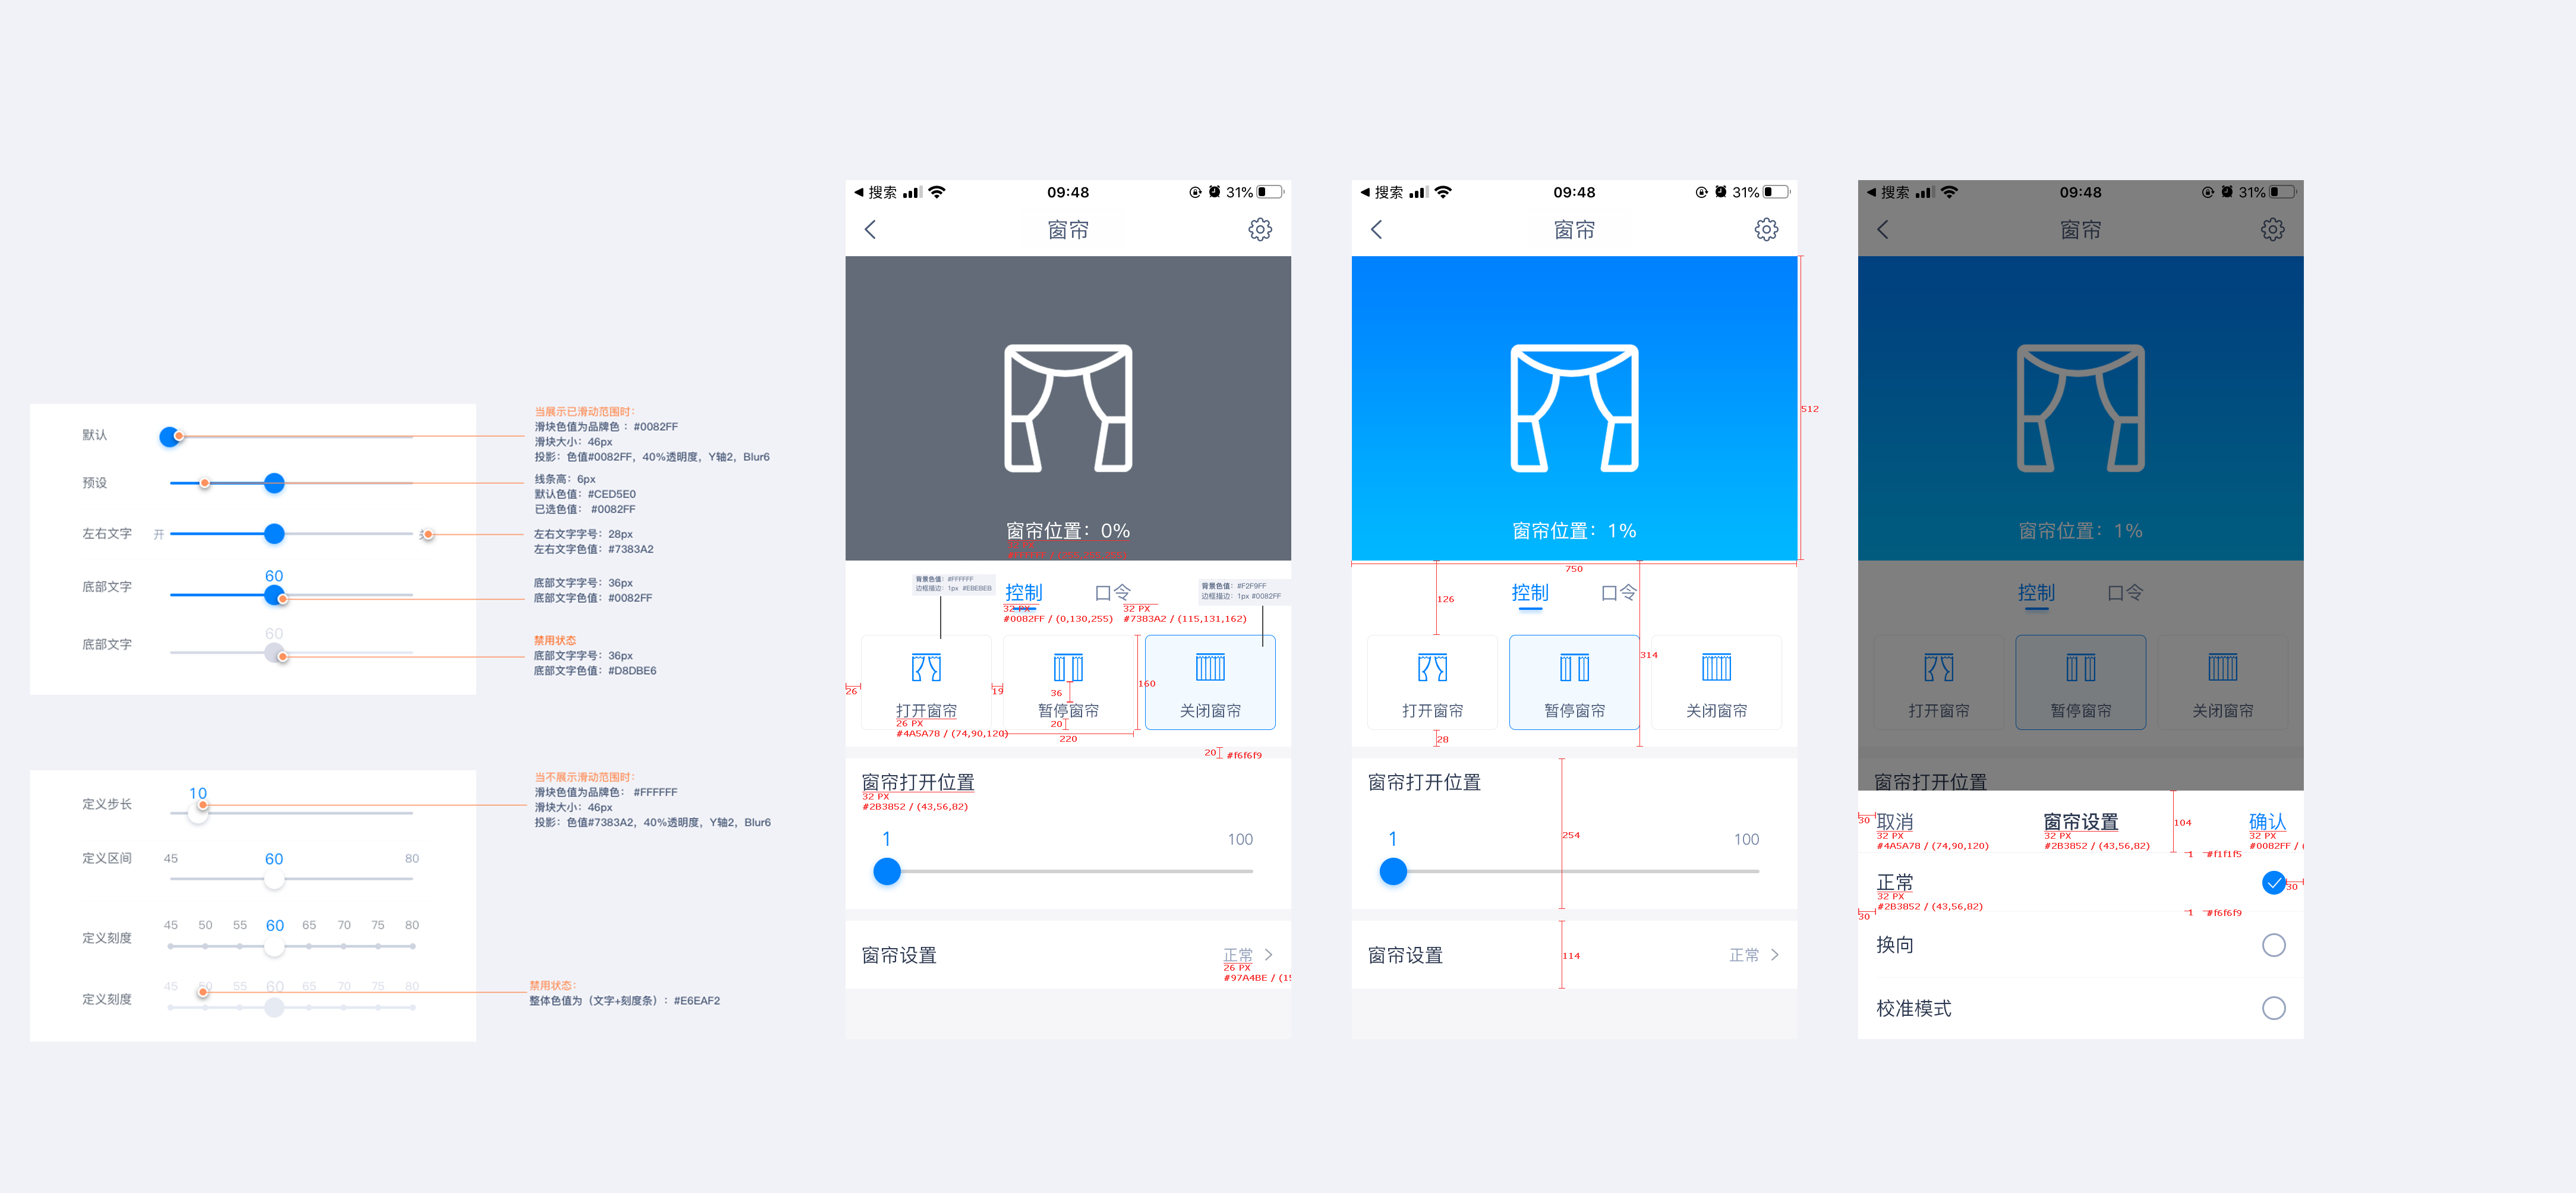 默认
预设
左右文字
开
底部文字
60
底部文字
60
当展示已滑动范围时:
滑块色值为品牌色 : #0082FF
滑块大小: 46px
投影: 色值#0082FF, 40%透明度, Y轴2, Blur6
线条高: 6px
默认色值: #CED5E0
已选色值: #0082FF
左右文字字号: 28px
左右文字色值: #7383A2
底部文字字号: 36px
底部文字色值: #0082FF
禁用状态
底部文字字号: 36px
底部文字色值: #D8DBE6
定义步长
10
定义区间
45 60 80
定义刻度
45 50 55 60 65 70 75 80
定义刻度
45 50 55 60 65 70 75 80
当不展示滑动范围时:
滑块色值为品牌色: #FFFFFF
滑块大小: 46px
投影: 色值#7383A2, 40%透明度, Y轴2, Blur6
禁用状态:
整体色值为 (文字+刻度条) : #E6EAF2
搜索 09:48 31%
窗帘
窗帘位置: 0%
背景色值: #FFFFFF
边框描边: 1px #EBEBEB
控制 口令
32 PX
#0082FF / (0,130,255)
32 PX
#7383A2 / (115,131,162)
背景色值: #F2F9FF
边框描边: 1px #0082FF
26
19
36
160
打开窗帘
26 PX
#4A5A78 / (74,90,120)
暂停窗帘
20
220
关闭窗帘
20 #f6f6f9
窗帘打开位置
32 PX
#2B3852 / (43,56,82)
1 100
窗帘设置 正常
26 PX
#97A4BE / (15
搜索 09:48 31%
窗帘
512
窗帘位置: 1%
750
126
控制 口令
314
打开窗帘 暂停窗帘 关闭窗帘
28
窗帘打开位置
254
1 100
窗帘设置 正常
114
搜索 09:48 31%
窗帘
窗帘位置: 1%
控制 口令
打开窗帘 暂停窗帘 关闭窗帘
窗帘打开位置
30
取消 窗帘设置 确认
104
32 PX
#4A5A78 / (74,90,120)
32 PX
#2B3852 / (43,56,82)
32 PX
#0082FF / (
1 #f1f1f5
正常
32 PX
#2B3852 / (43,56,82)
30
30
1 #f6f6f9
换向
校准模式